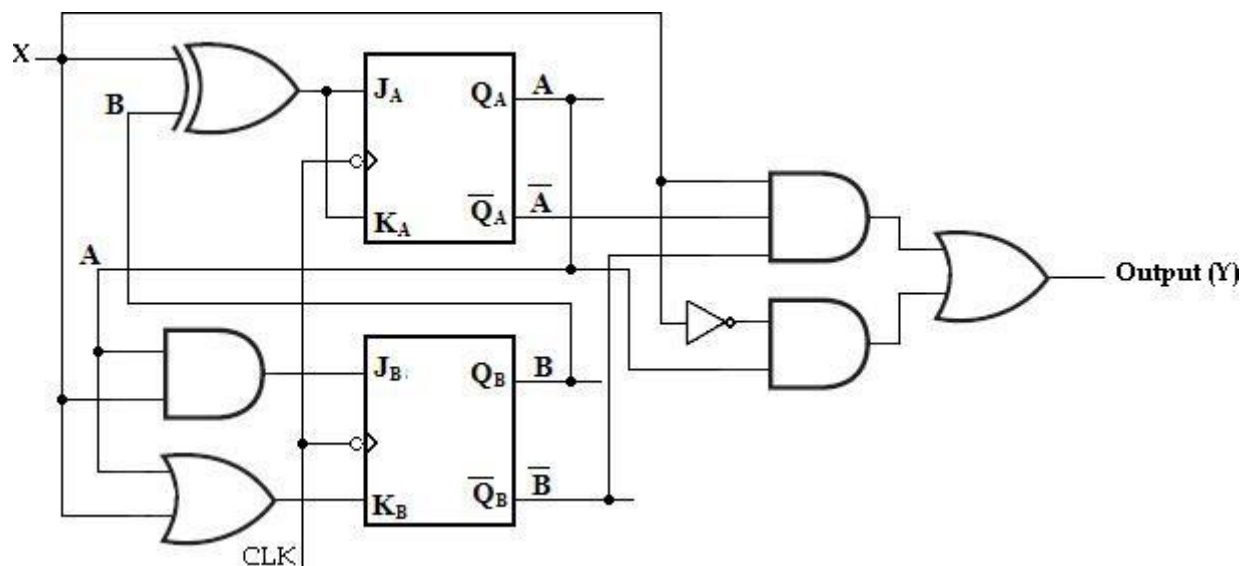 X
B
J_A
Q_A
A
Q̅_A
A̅
K_A
A
Output (Y)
J_B
Q_B
B
K_B
Q̅_B
B̅
CLK